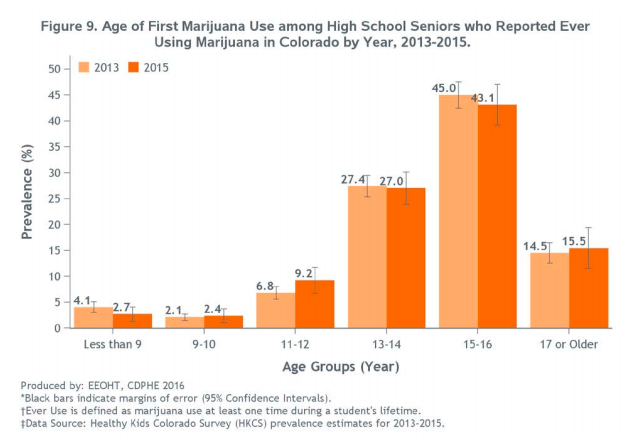 Figure 9. Age of First Marijuana Use among High School Seniors who Reported Ever
Using Marijuana in Colorado by Year, 2013-2015.
2013 2015
Prevalence (%)
50
45
40
35
30
25
20
15
10
5
0
4.1 2.7
2.1 2.4
6.8 9.2
27.4 27.0
45.0 43.1
14.5 15.5
Less than 9 9-10 11-12 13-14 15-16 17 or Older
Age Groups (Year)
Produced by: EEOHT, CDPHE 2016
*Black bars indicate margins of error (95% Confidence Intervals).
†Ever Use is defined as marijuana use at least one time during a student's lifetime.
‡Data Source: Healthy Kids Colorado Survey (HKCS) prevalence estimates for 2013-2015.